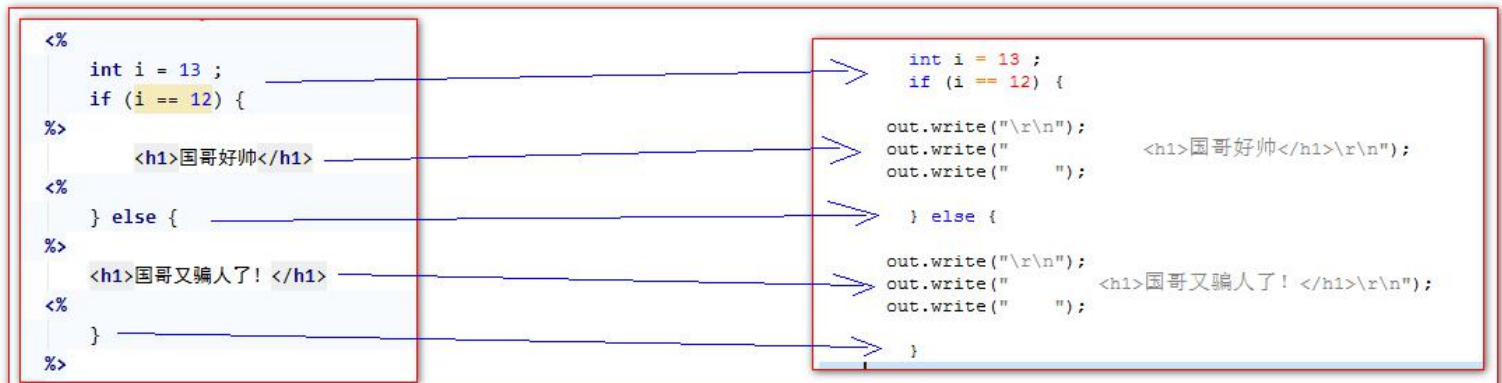 <%
int i = 13 ;
if (i == 12) {
%>
<h1>国哥好帅</h1>
<%
} else {
%>
<h1>国哥又骗人了！</h1>
<%
}
%>
int i = 13 ;
if (i == 12) {
out.write("\r\n");
out.write("                <h1>国哥好帅</h1>\r\n");
out.write("    ");
} else {
out.write("\r\n");
out.write("        <h1>国哥又骗人了！</h1>\r\n");
out.write("    ");
}